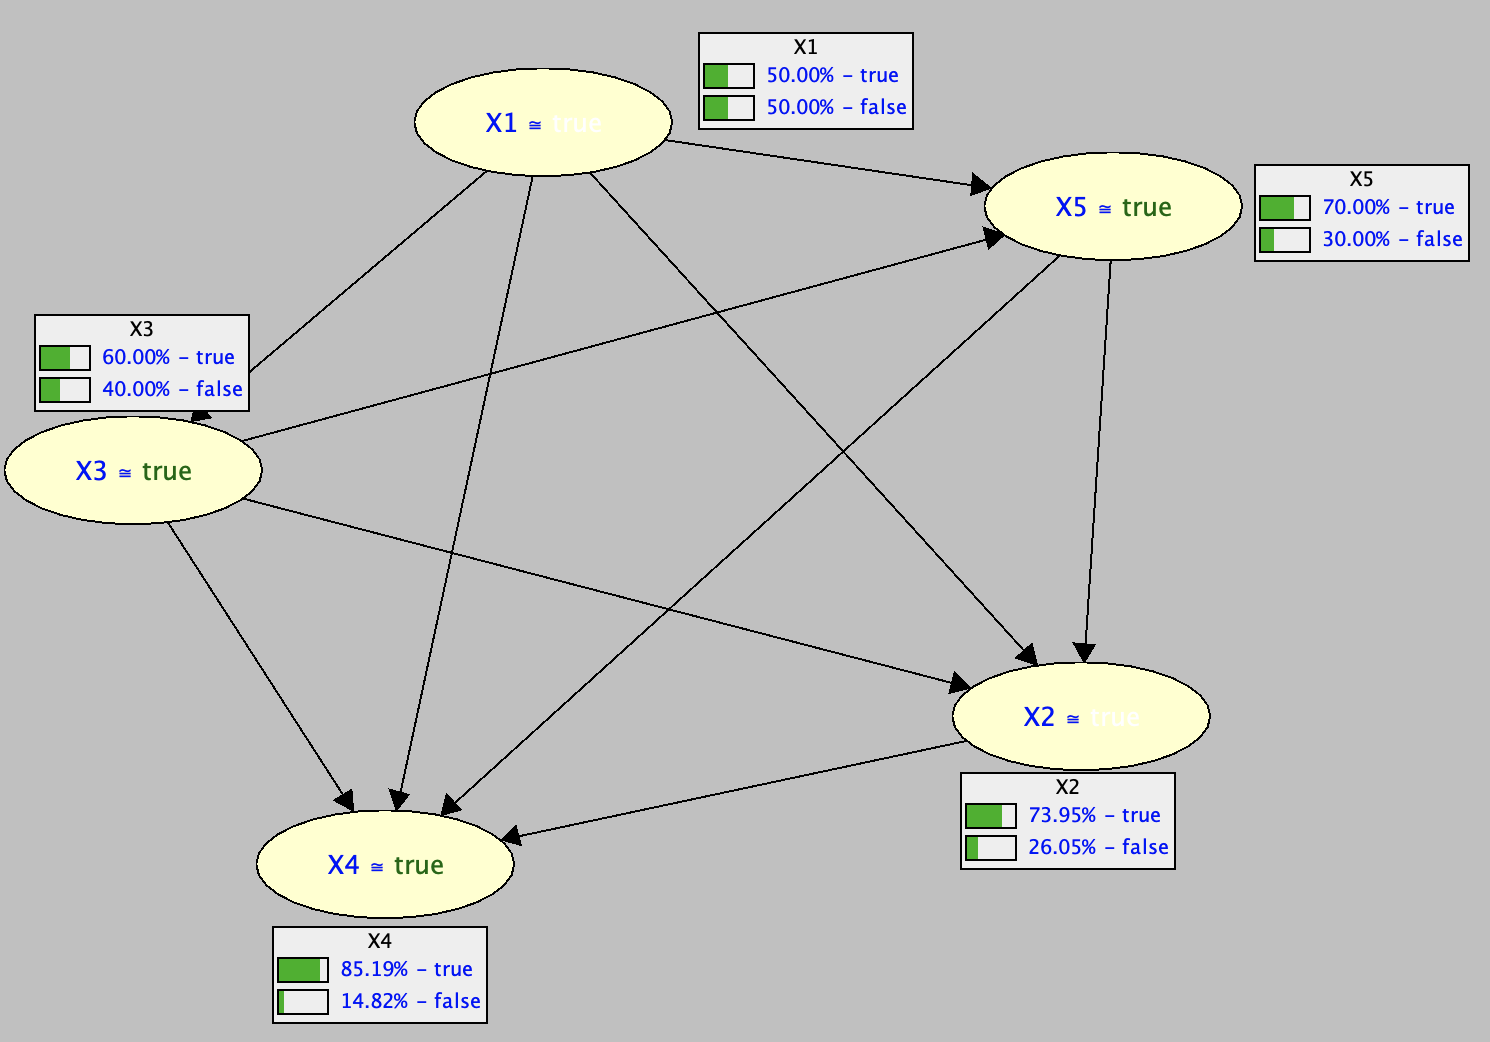 X1
50.00% – true
50.00% – false
X1 ≅ true
X5
70.00% – true
30.00% – false
X5 ≅ true
X3
60.00% – true
40.00% – false
X3 ≅ true
X2 ≅ true
X2
73.95% – true
26.05% – false
X4 ≅ true
X4
85.19% – true
14.82% – false